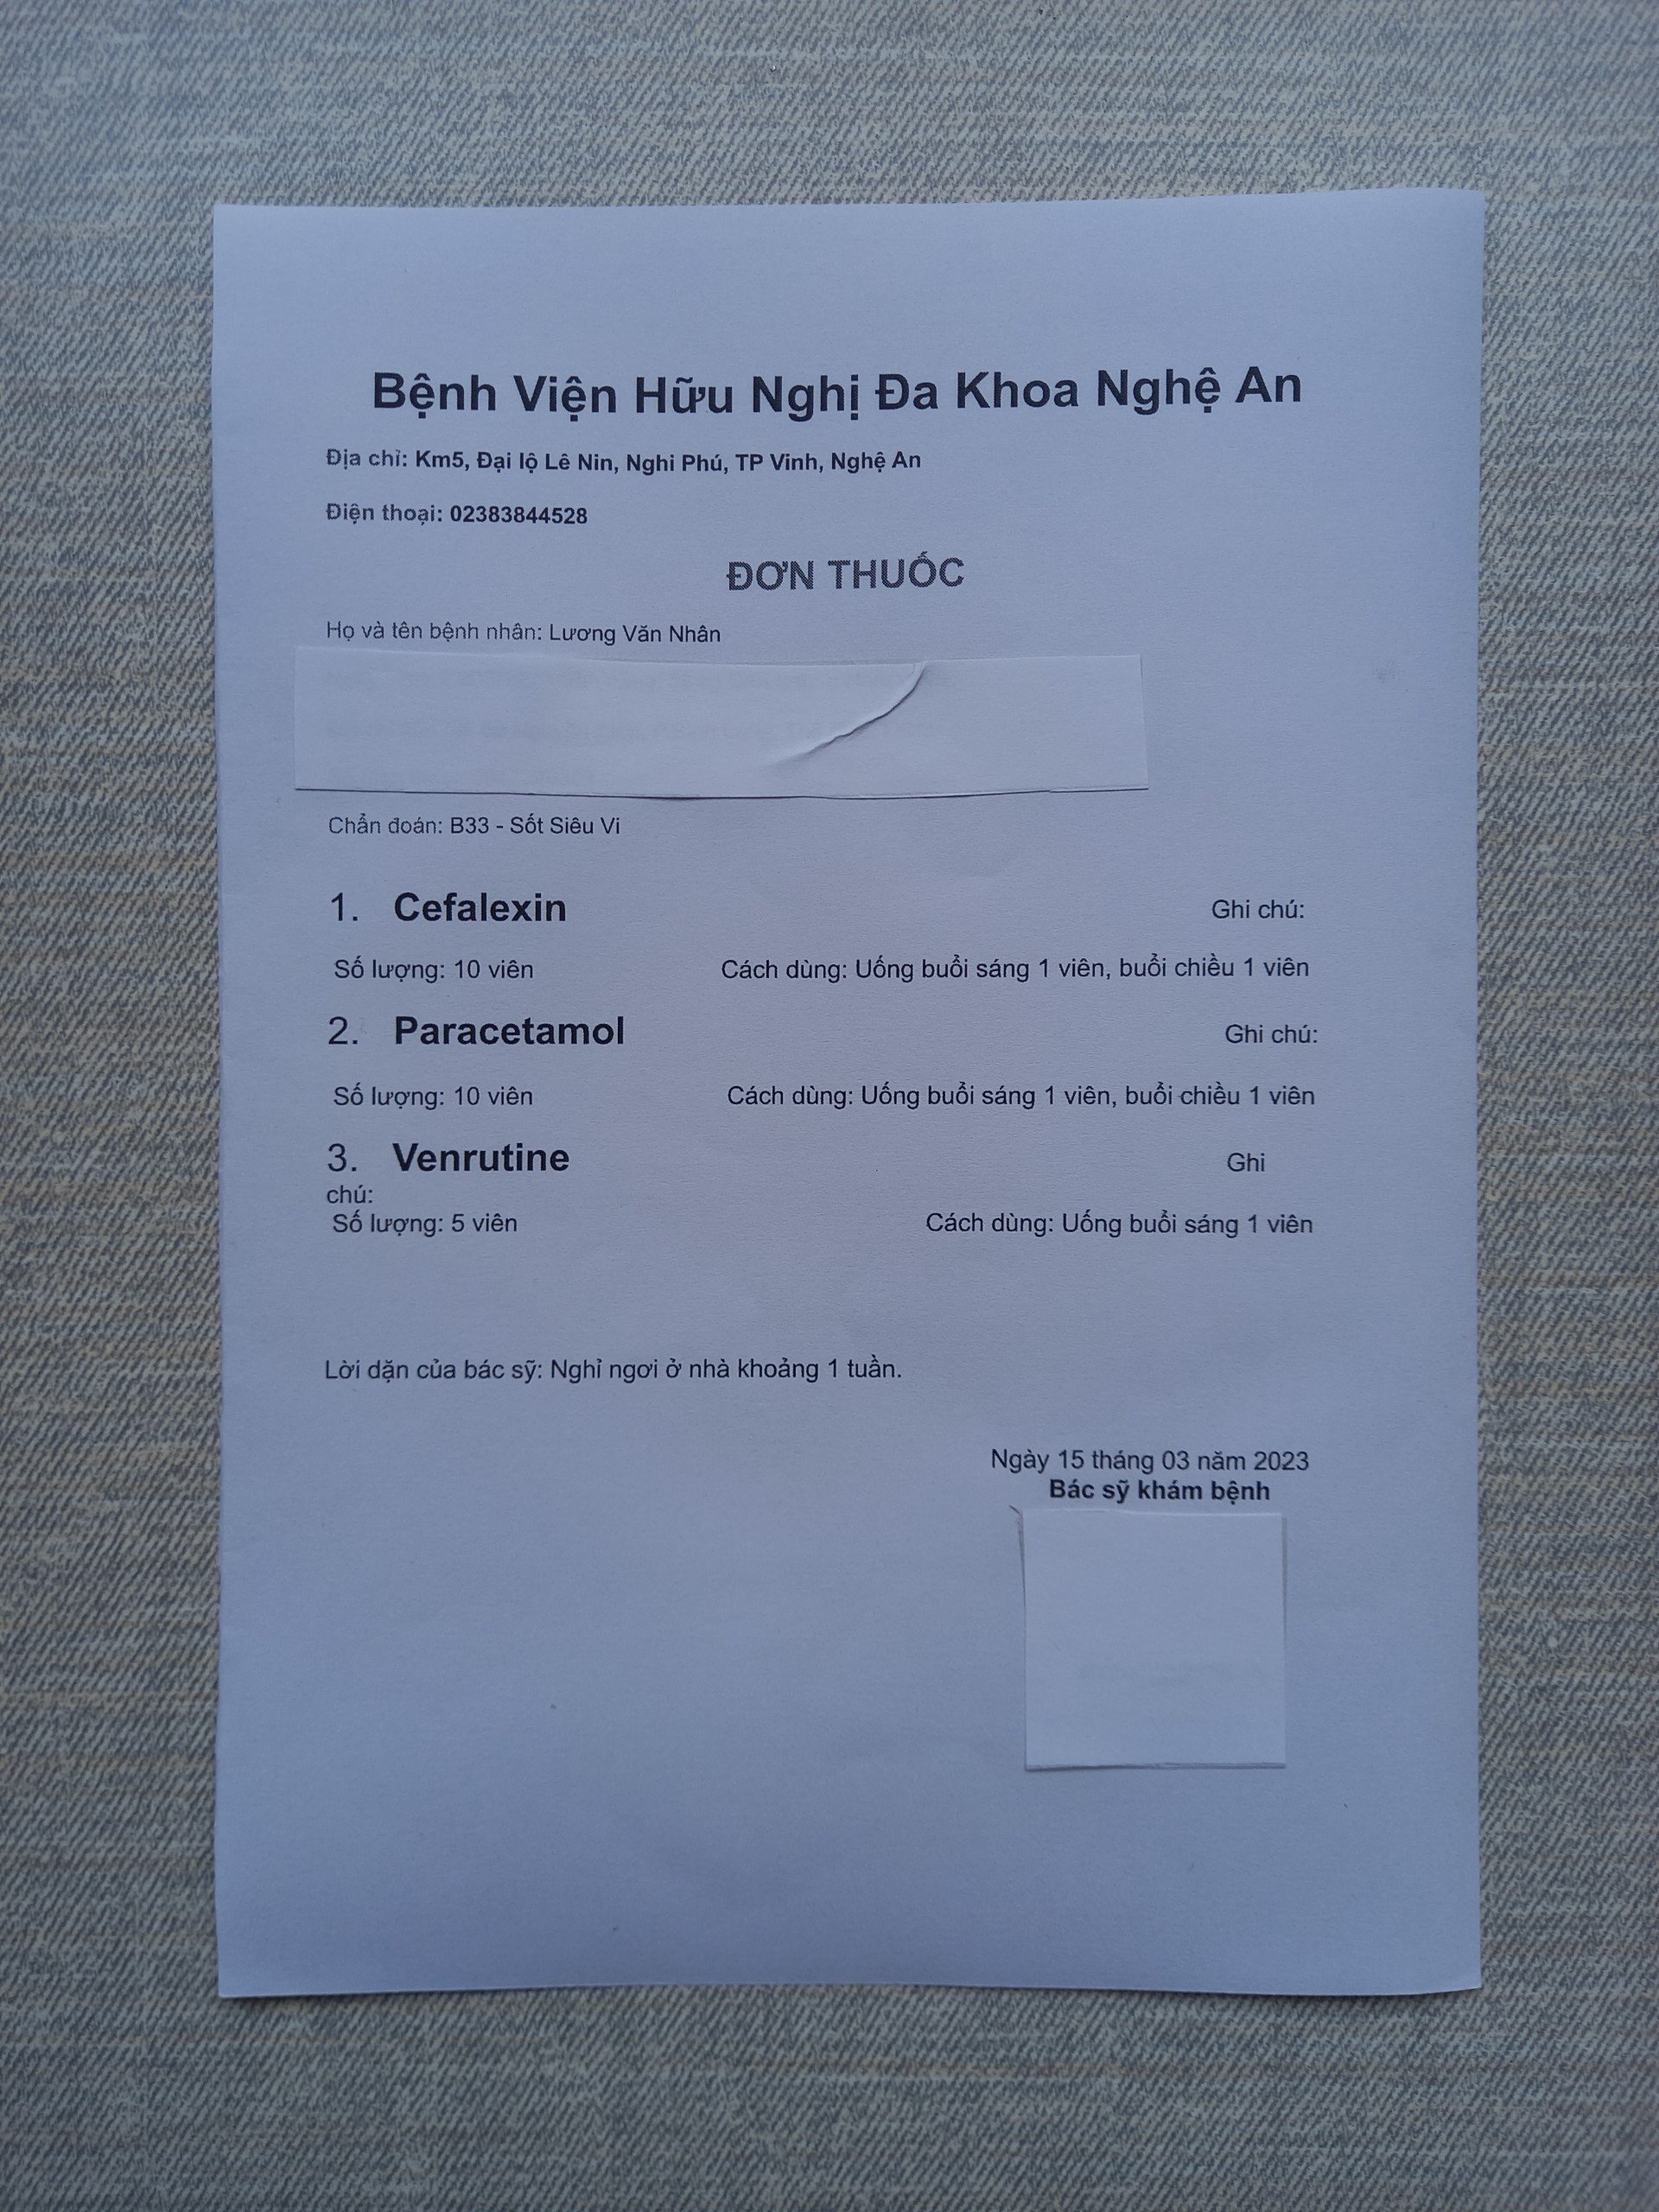 Bệnh Viện Hữu Nghị Đa Khoa Nghệ An
Địa chỉ: Km5, Đại lộ Lê Nin, Nghi Phú, TP Vinh, Nghệ An
Điện thoại: 02383844528
ĐƠN THUỐC
Họ và tên bệnh nhân: Lương Văn Nhân
Chẩn đoán: B33 - Sốt Siêu Vi
1. Cefalexin Ghi chú:
Số lượng: 10 viên Cách dùng: Uống buổi sáng 1 viên, buổi chiều 1 viên
2. Paracetamol Ghi chú:
Số lượng: 10 viên Cách dùng: Uống buổi sáng 1 viên, buổi chiều 1 viên
3. Venrutine Ghi
chú:
Số lượng: 5 viên Cách dùng: Uống buổi sáng 1 viên
Lời dặn của bác sỹ: Nghỉ ngơi ở nhà khoảng 1 tuần.
Ngày 15 tháng 03 năm 2023
Bác sỹ khám bệnh